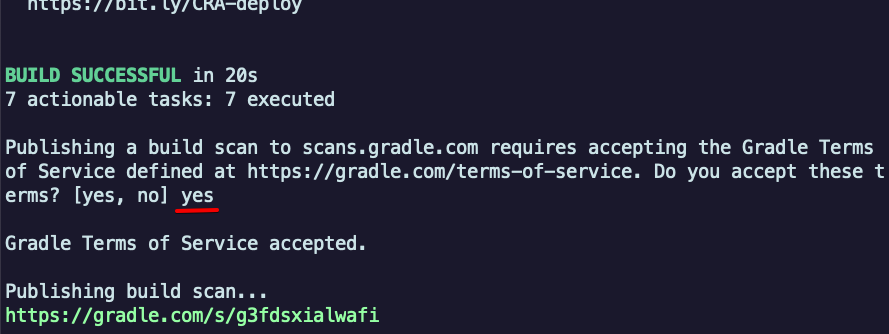 https://bit.ly/CRA-deploy
BUILD SUCCESSFUL in 20s
7 actionable tasks: 7 executed
Publishing a build scan to scans.gradle.com requires accepting the Gradle Terms
of Service defined at https://gradle.com/terms-of-service. Do you accept these t
erms? [yes, no] yes
Gradle Terms of Service accepted.
Publishing build scan...
https://gradle.com/s/g3fdsxialwafi